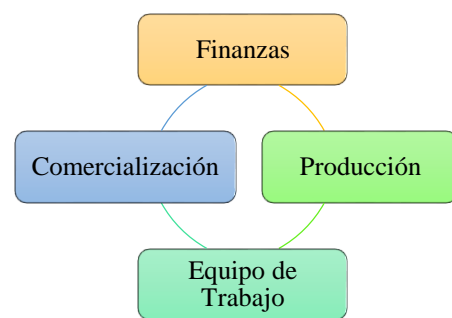 Finanzas
Comercialización
Producción
Equipo de
Trabajo